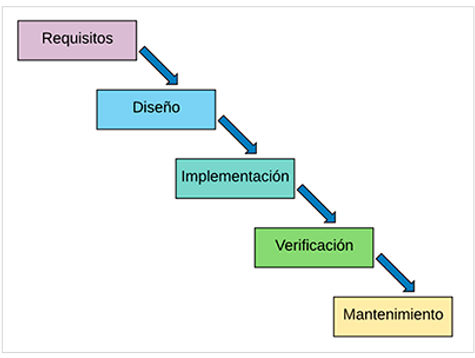 Requisitos
Diseño
Implementación
Verificación
Mantenimiento